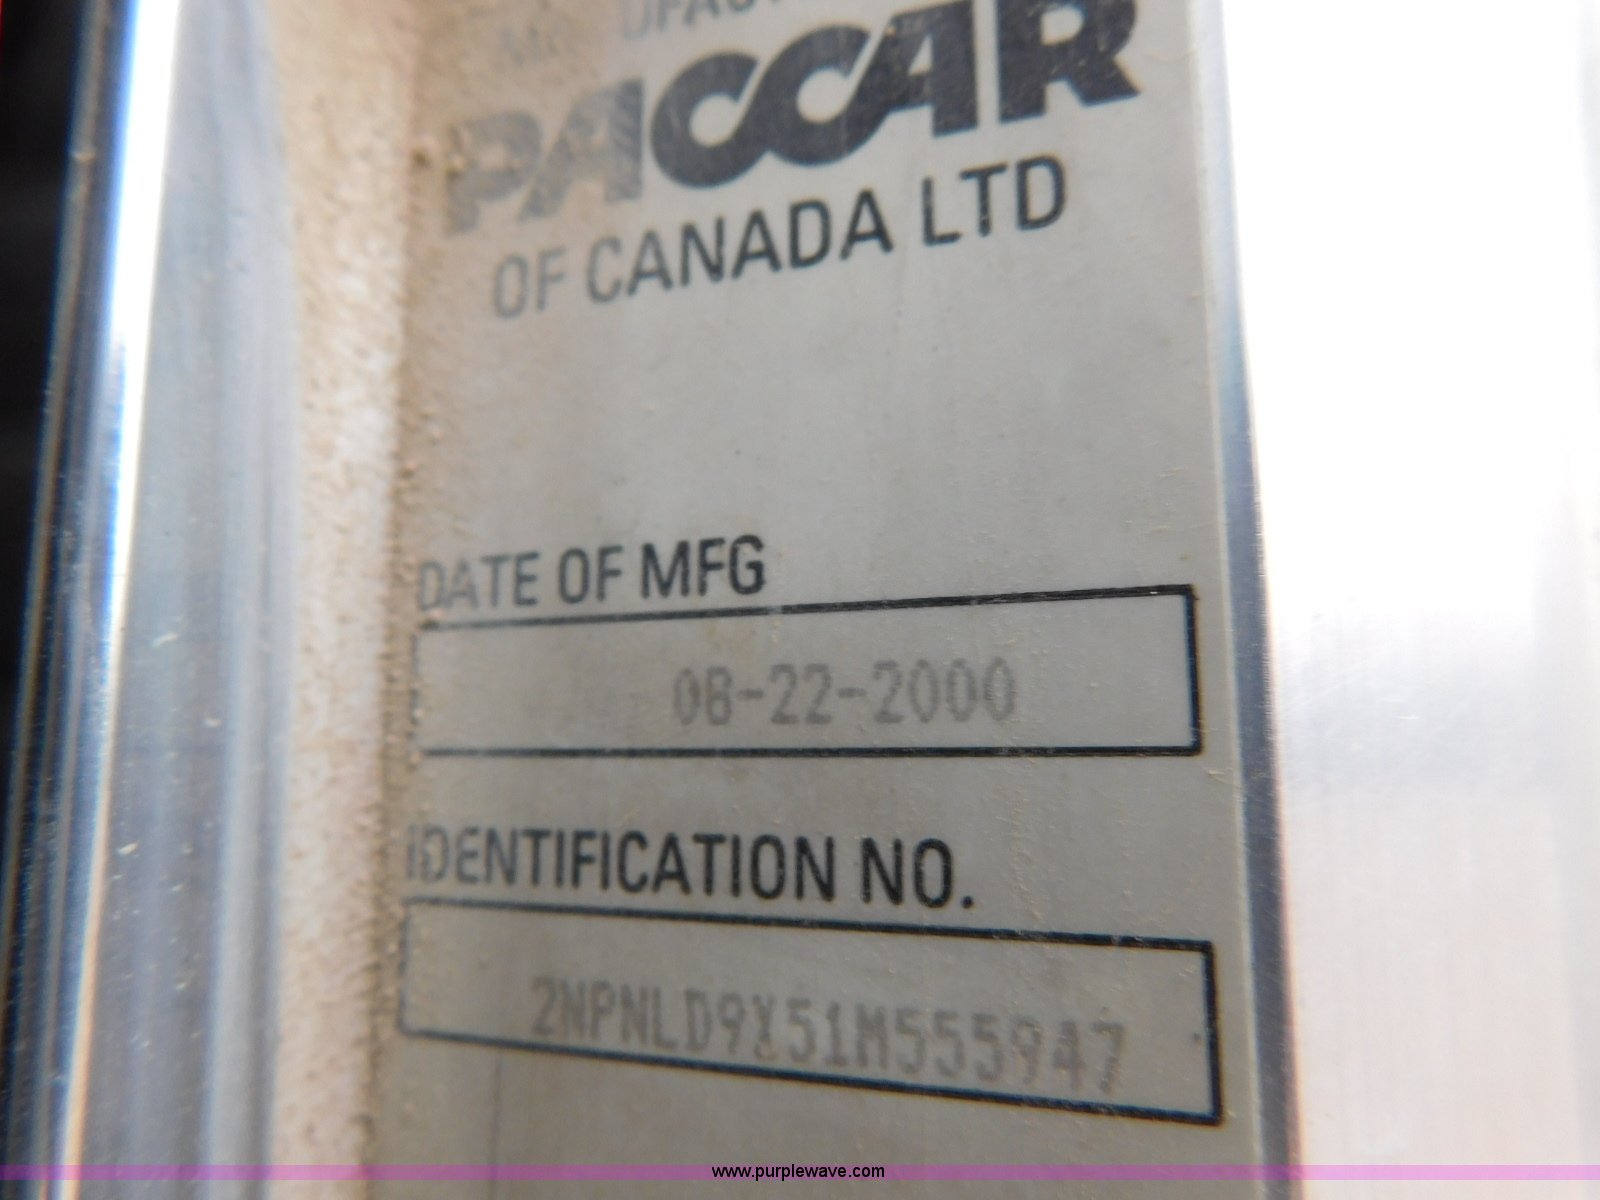 PACCAR
OF CANADA LTD
DATE OF MFG
08-22-2000
IDENTIFICATION NO.
2NPNLD9X51M555947
www.purplewave.com